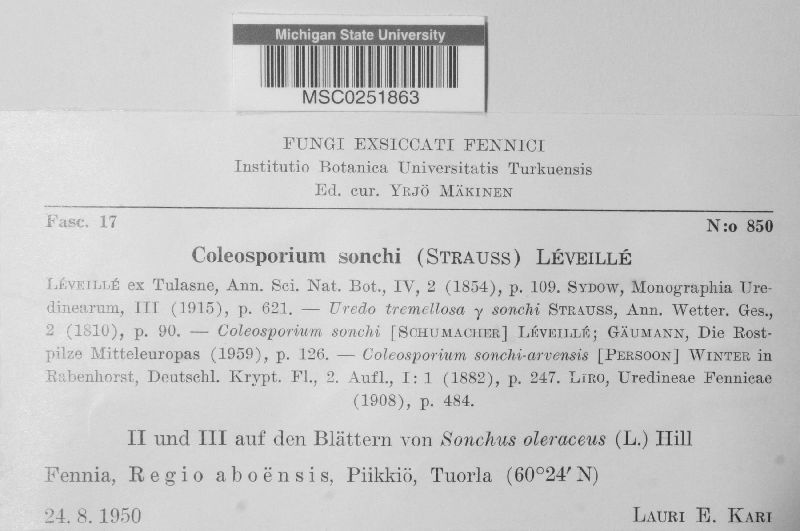 Michigan State University
MSC0251863
FUNGI EXSICCATI FENNICI
Institutio Botanica Universitatis Turkuensis
Ed. cur. YRJÖ MÄKINEN
Fasc. 17 N:o 850
Coleosporium sonchi (STRAUSS) LÉVEILLÉ
LÉVEILLÉ ex Tulasne, Ann. Sci. Nat. Bot., IV, 2 (1854), p. 109. SYDOW, Monographia Ure-
dinearum, III (1915), p. 621. — Uredo tremellosa γ sonchi STRAUSS, Ann. Wetter. Ges.,
2 (1810), p. 90. — Coleosporium sonchi [SCHUMACHER] LÉVEILLÉ; GÄUMANN, Die Rost-
pilze Mitteleuropas (1959), p. 126. — Coleosporium sonchi-arvensis [PERSOON] WINTER in
Rabenhorst, Deutschl. Krypt. Fl., 2. Aufl., I: 1 (1882), p. 247. LIRO, Uredineae Fennicae
(1908), p. 484.
II und III auf den Blättern von Sonchus oleraceus (L.) Hill
Fennia, Regio aboënsis, Piikkiö, Tuorla (60°24′ N)
24. 8. 1950 LAURI E. KARI